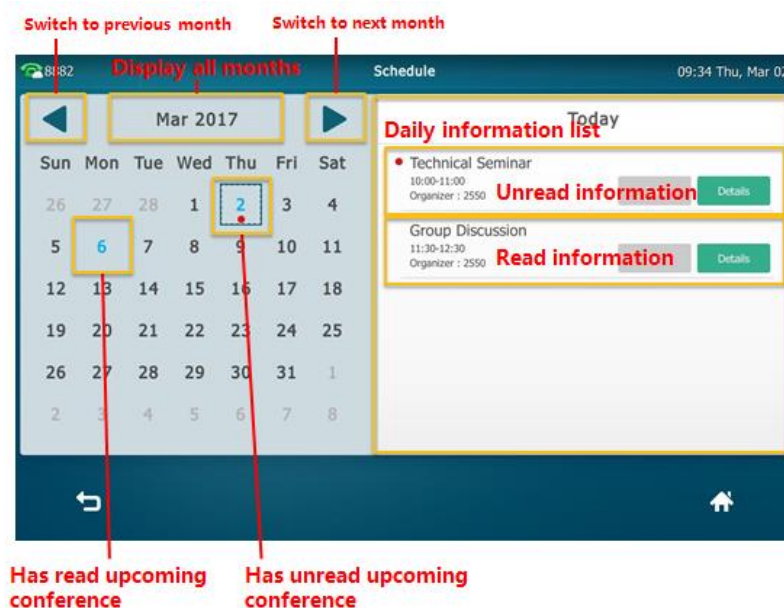 Switch to previous month
Switch to next month
8882
Display all months
Schedule
09:34 Thu, Mar 02
Mar 2017
Today
Daily information list
Sun Mon Tue Wed Thu Fri Sat
26 27 28 1 2 3 4
5 6 7 8 9 10 11
12 13 14 15 16 17 18
19 20 21 22 23 24 25
26 27 28 29 30 31 1
2 3 4 5 6 7 8
Technical Seminar
10:00-11:00
Organizer : 2550
Unread information
Details
Group Discussion
11:30-12:30
Organizer : 2550
Read information
Details
Has read upcoming
conference
Has unread upcoming
conference